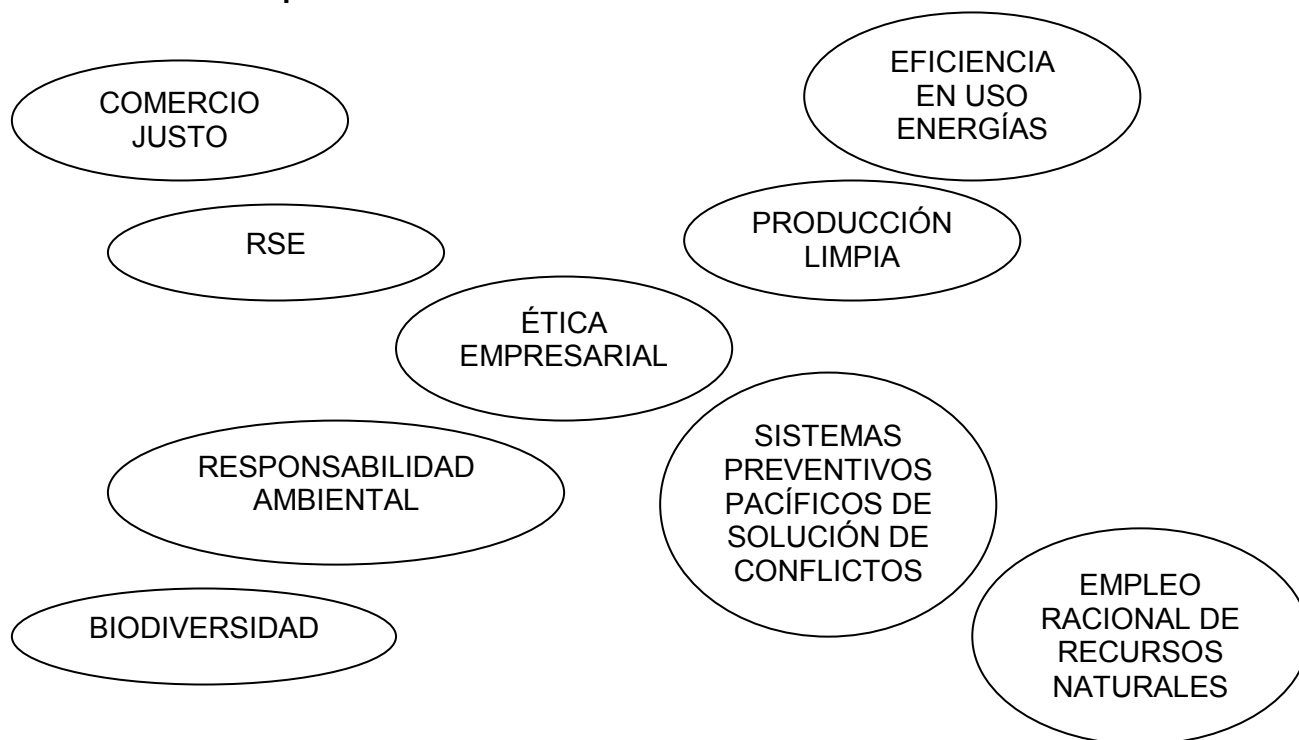 COMERCIO
JUSTO
EFICIENCIA
EN USO
ENERGÍAS
RSE
PRODUCCIÓN
LIMPIA
ÉTICA
EMPRESARIAL
RESPONSABILIDAD
AMBIENTAL
SISTEMAS
PREVENTIVOS
PACÍFICOS DE
SOLUCIÓN DE
CONFLICTOS
BIODIVERSIDAD
EMPLEO
RACIONAL DE
RECURSOS
NATURALES